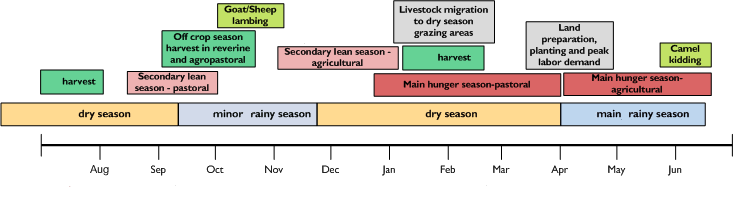 Goat/Sheep
lambing
Livestock migration
to dry season
grazing areas
Land
preparation,
planting and peak
labor demand
Off crop season
harvest in reverine
and agropastoral
Secondary lean season -
agricultural
harvest
Camel
kidding
harvest
Secondary lean
season - pastoral
Main hunger season-pastoral
Main hunger season-
agricultural
dry season
minor rainy season
dry season
main rainy season
Aug Sep Oct Nov Dec Jan Feb Mar Apr May Jun